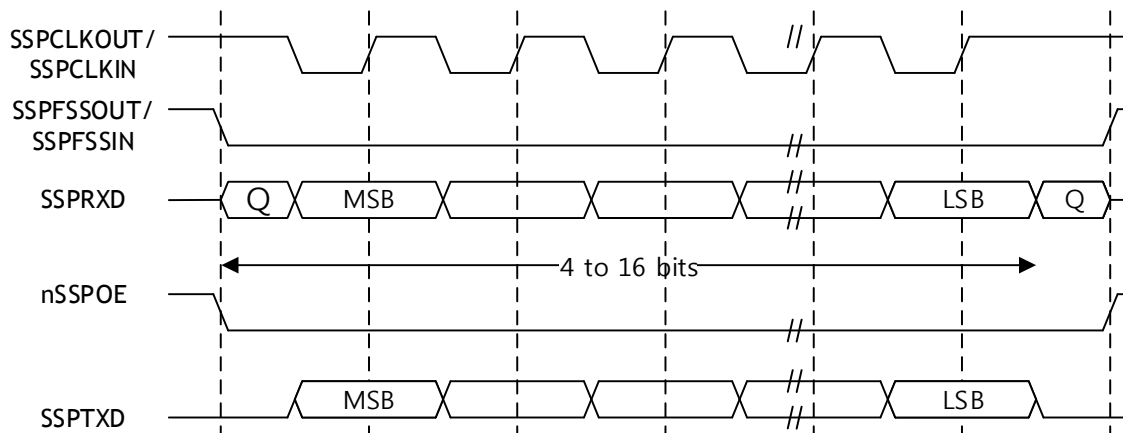 SSPCLKOUT/
SSPCLKIN
SSPFSSOUT/
SSPFSSIN
SSPRXD
Q MSB LSB Q
4 to 16 bits
nSSPOE
SSPTXD
MSB LSB